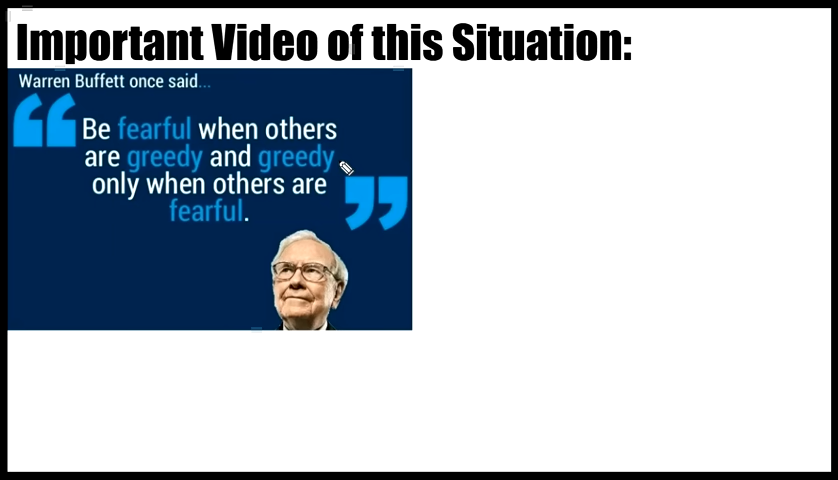 Important Video of this Situation:
Warren Buffett once said...
“Be fearful when others
are greedy and greedy
only when others are
fearful.”